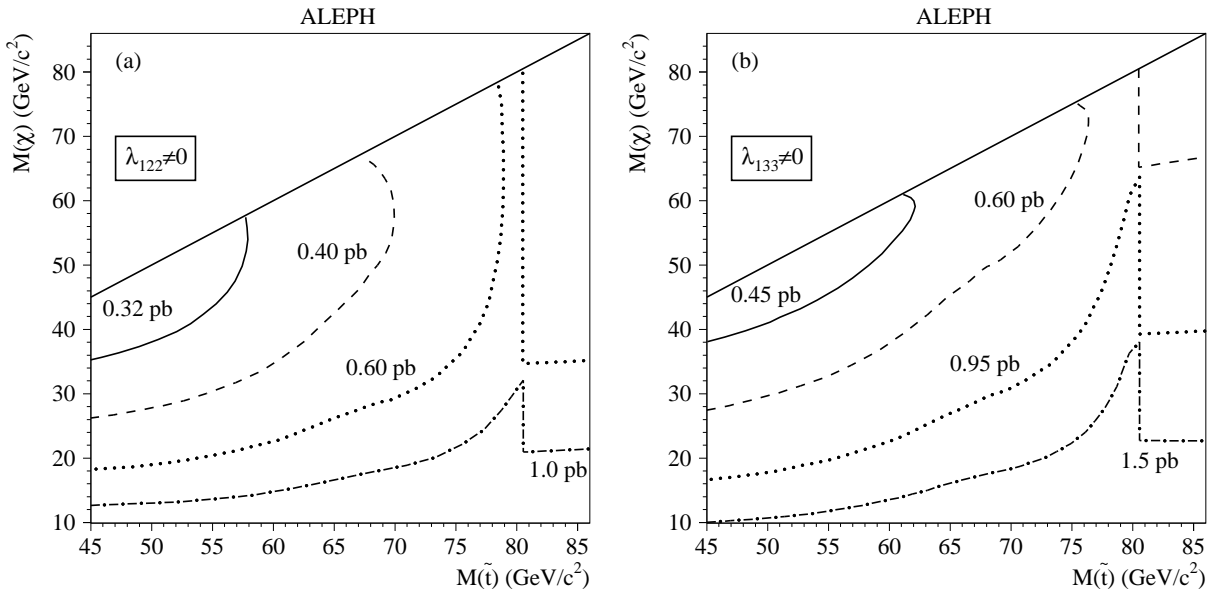 ALEPH
(a)
M(χ) (GeV/c²)
80
70
60
50
40
30
20
10
λ₁₂₂≠0
0.32 pb
0.40 pb
0.60 pb
1.0 pb
45 50 55 60 65 70 75 80 85
M(t̃) (GeV/c²)
ALEPH
(b)
M(χ) (GeV/c²)
80
70
60
50
40
30
20
10
λ₁₃₃≠0
0.60 pb
0.45 pb
0.95 pb
1.5 pb
45 50 55 60 65 70 75 80 85
M(t̃) (GeV/c²)